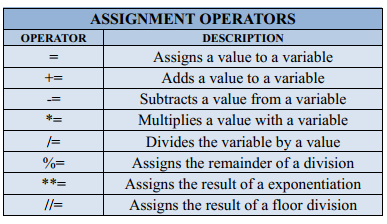 ASSIGNMENT OPERATORS
OPERATOR DESCRIPTION
= Assigns a value to a variable
+= Adds a value to a variable
-= Subtracts a value from a variable
*= Multiplies a value with a variable
/= Divides the variable by a value
%= Assigns the remainder of a division
**= Assigns the result of a exponentiation
//= Assigns the result of a floor division